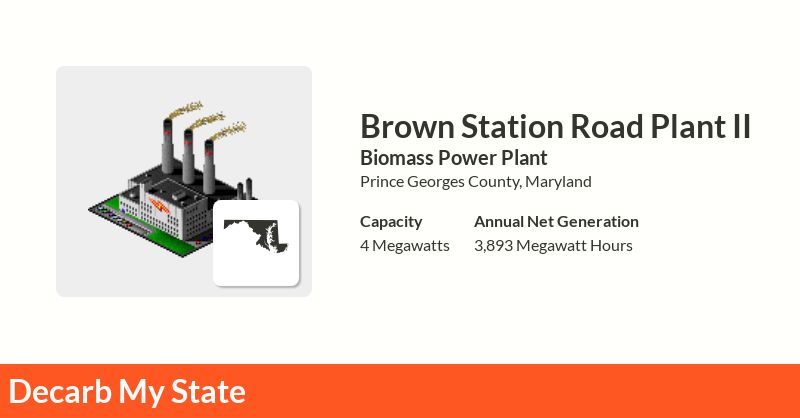 Brown Station Road Plant II
Biomass Power Plant
Prince Georges County, Maryland
Capacity
4 Megawatts
Annual Net Generation
3,893 Megawatt Hours
Decarb My State